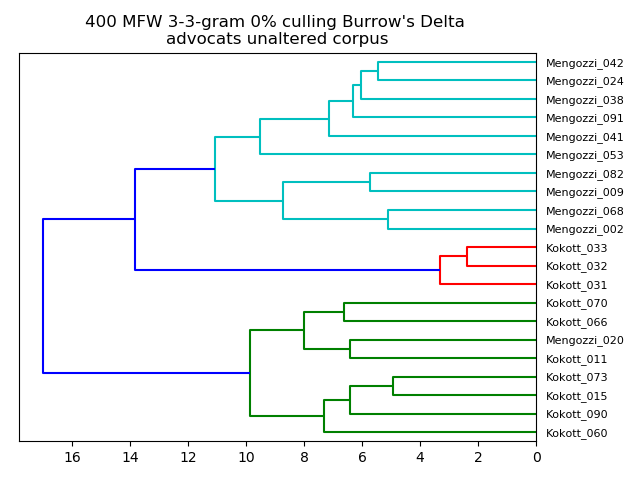 400 MFW 3-3-gram 0% culling Burrow's Delta
advocats unaltered corpus
Mengozzi_042
Mengozzi_024
Mengozzi_038
Mengozzi_091
Mengozzi_041
Mengozzi_053
Mengozzi_082
Mengozzi_009
Mengozzi_068
Mengozzi_002
Kokott_033
Kokott_032
Kokott_031
Kokott_070
Kokott_066
Mengozzi_020
Kokott_011
Kokott_073
Kokott_015
Kokott_090
Kokott_060
16 14 12 10 8 6 4 2 0